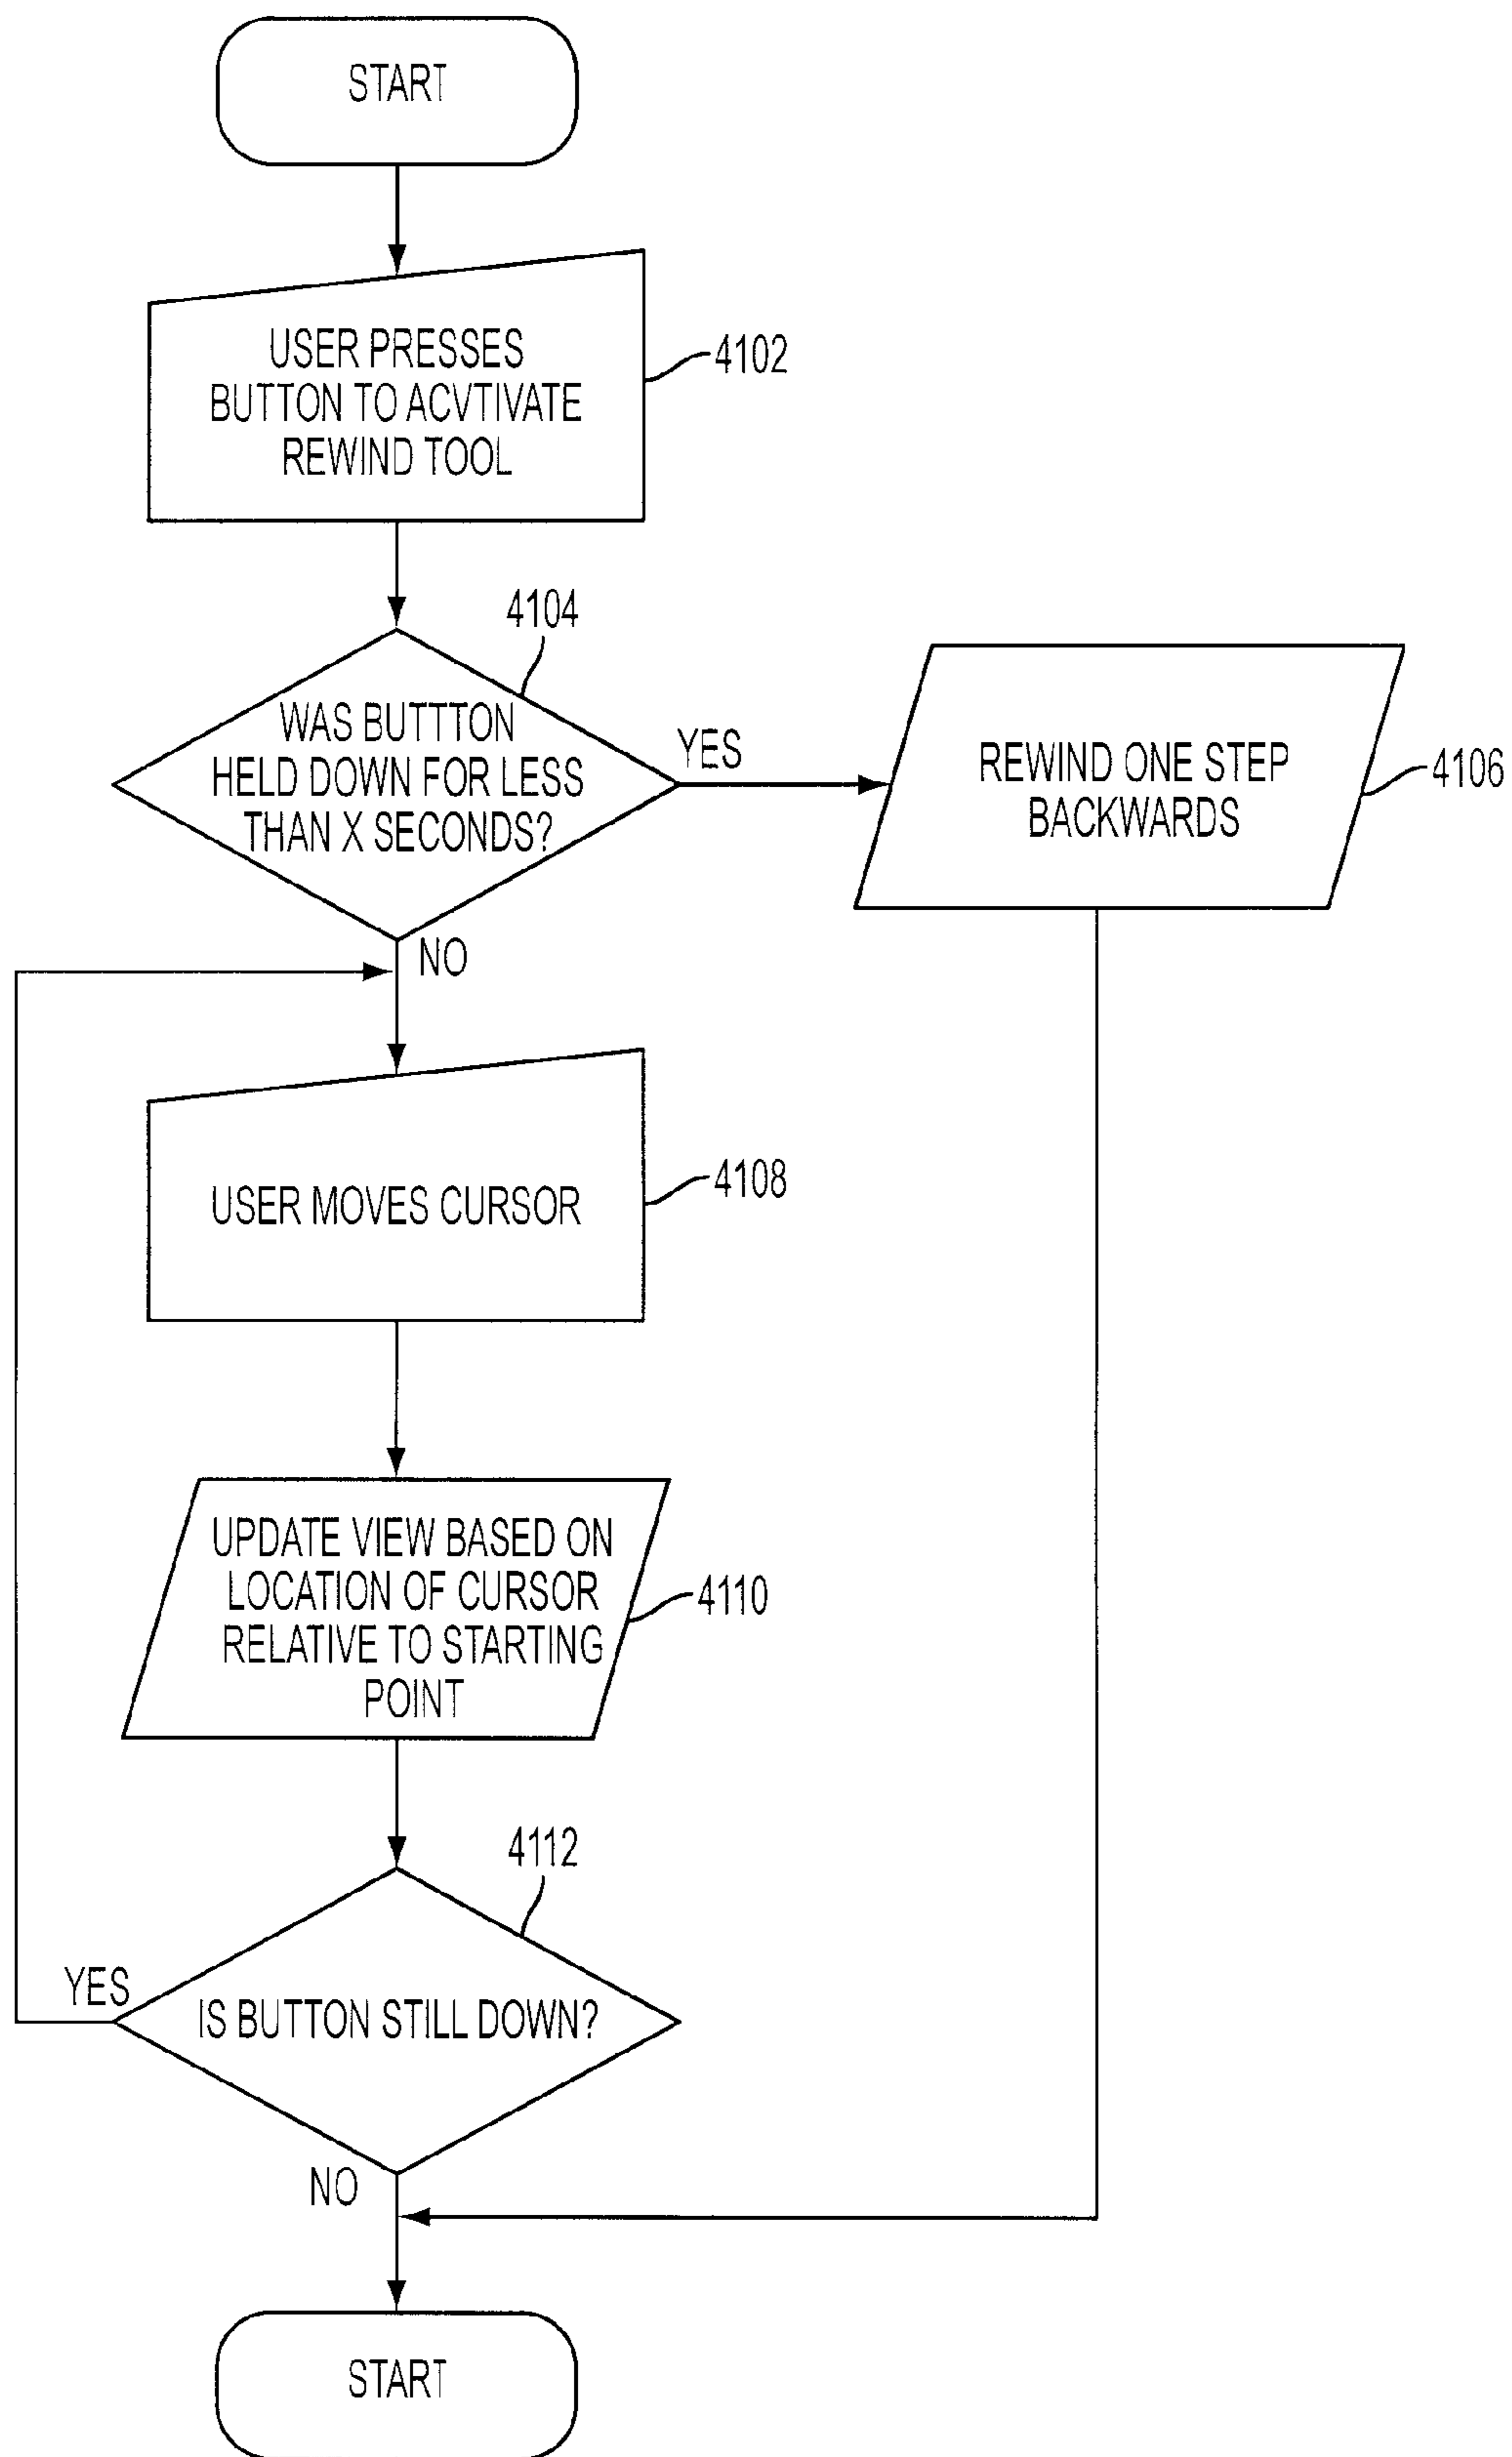 START
USER PRESSES
BUTTON TO ACVTIVATE
REWIND TOOL
4102
4104
WAS BUTTTON
HELD DOWN FOR LESS
THAN X SECONDS?
YES
REWIND ONE STEP
BACKWARDS
4106
NO
USER MOVES CURSOR
4108
UPDATE VIEW BASED ON
LOCATION OF CURSOR
RELATIVE TO STARTING
POINT
4110
4112
YES
IS BUTTON STILL DOWN?
NO
START